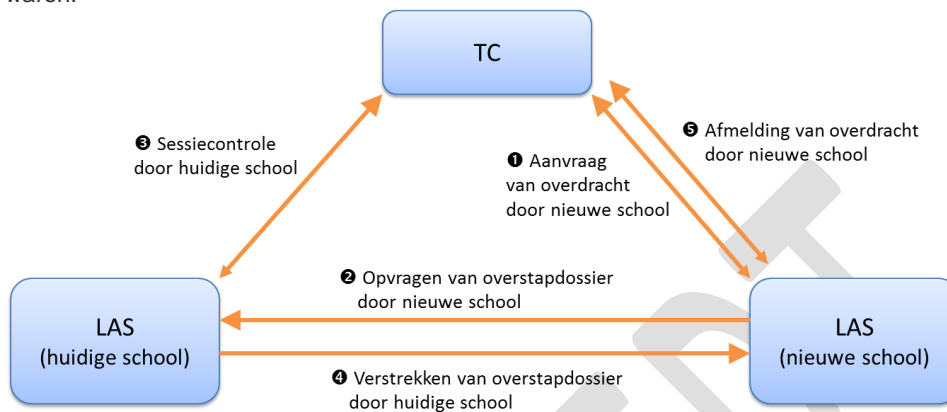 waren.
TC
❸ Sessiecontrole
door huidige school
❺ Afmelding van overdracht
door nieuwe school
❶ Aanvraag
van overdracht
door nieuwe school
❷ Opvragen van overstapdossier
door nieuwe school
LAS
(huidige school)
LAS
(nieuwe school)
❹ Verstrekken van overstapdossier
door huidige school